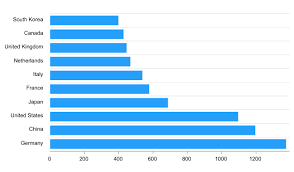 South Korea
Canada
United Kingdom
Netherlands
Italy
France
Japan
United States
China
Germany
0 200 400 600 800 1000 1200